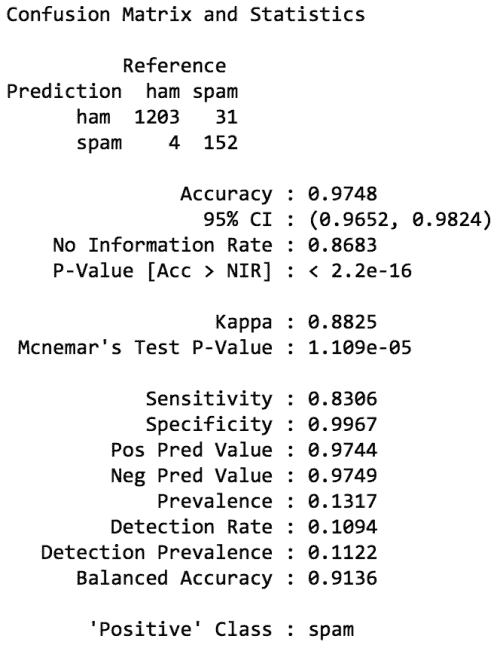 Confusion Matrix and Statistics

          Reference
Prediction  ham spam
      ham  1203   31
      spam    4  152

               Accuracy : 0.9748
                 95% CI : (0.9652, 0.9824)
    No Information Rate : 0.8683
    P-Value [Acc > NIR] : < 2.2e-16

                  Kappa : 0.8825
 Mcnemar's Test P-Value : 1.109e-05

            Sensitivity : 0.8306
            Specificity : 0.9967
         Pos Pred Value : 0.9744
         Neg Pred Value : 0.9749
             Prevalence : 0.1317
         Detection Rate : 0.1094
   Detection Prevalence : 0.1122
      Balanced Accuracy : 0.9136

       'Positive' Class : spam